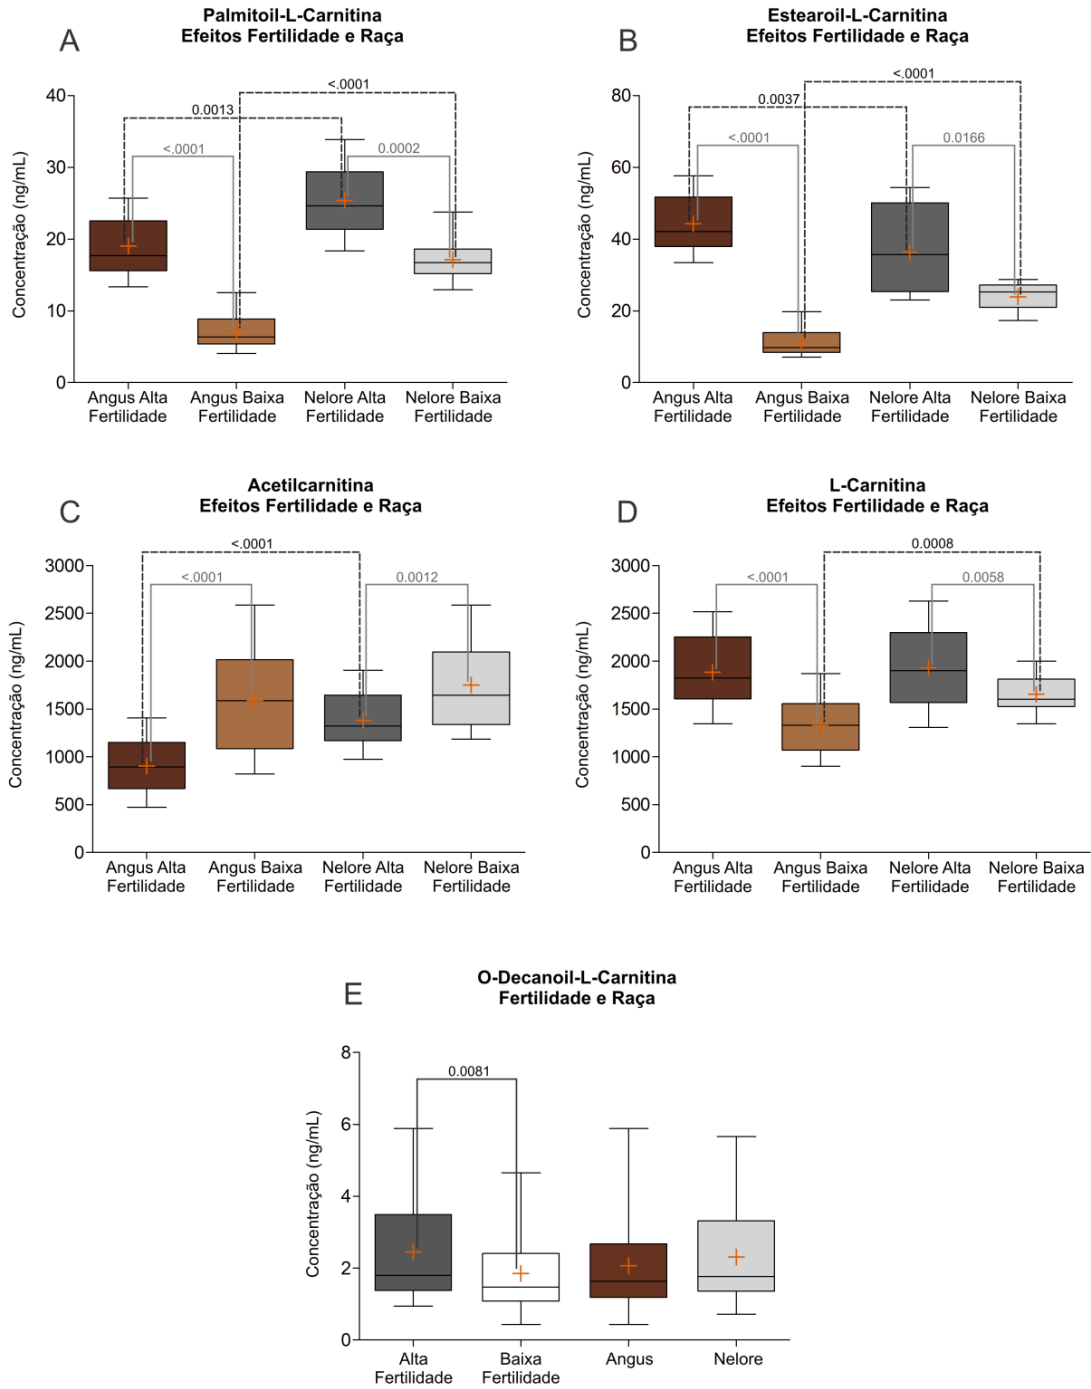 A
Palmitoil-L-Carnitina
Efeitos Fertilidade e Raça
Concentração (ng/mL)
40
30
20
10
0
0.0013
<.0001
<.0001
0.0002
Angus Alta Fertilidade
Angus Baixa Fertilidade
Nelore Alta Fertilidade
Nelore Baixa Fertilidade
B
Estearoil-L-Carnitina
Efeitos Fertilidade e Raça
Concentração (ng/mL)
80
60
40
20
0
<.0001
0.0037
<.0001
0.0166
Angus Alta Fertilidade
Angus Baixa Fertilidade
Nelore Alta Fertilidade
Nelore Baixa Fertilidade
C
Acetilcarnitina
Efeitos Fertilidade e Raça
Concentração (ng/mL)
3000
2500
2000
1500
1000
500
0
<.0001
<.0001
0.0012
Angus Alta Fertilidade
Angus Baixa Fertilidade
Nelore Alta Fertilidade
Nelore Baixa Fertilidade
D
L-Carnitina
Efeitos Fertilidade e Raça
Concentração (ng/mL)
3000
2500
2000
1500
1000
500
0
0.0008
<.0001
0.0058
Angus Alta Fertilidade
Angus Baixa Fertilidade
Nelore Alta Fertilidade
Nelore Baixa Fertilidade
E
O-Decanoil-L-Carnitina
Fertilidade e Raça
Concentração (ng/mL)
8
6
4
2
0
0.0081
Alta Fertilidade
Baixa Fertilidade
Angus
Nelore